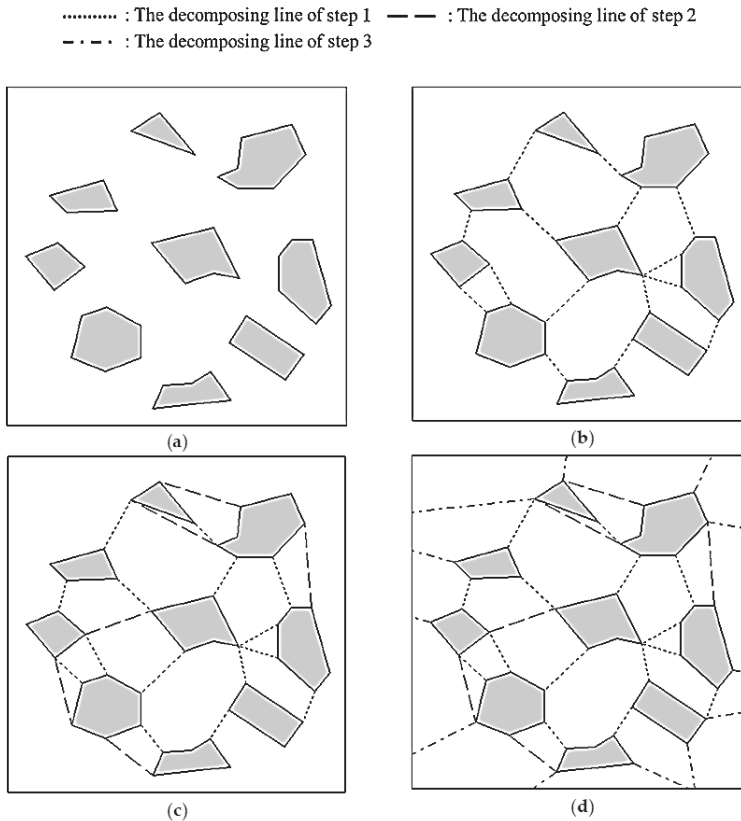 : The decomposing line of step 1 : The decomposing line of step 2
: The decomposing line of step 3
(a) (b)
(c) (d)